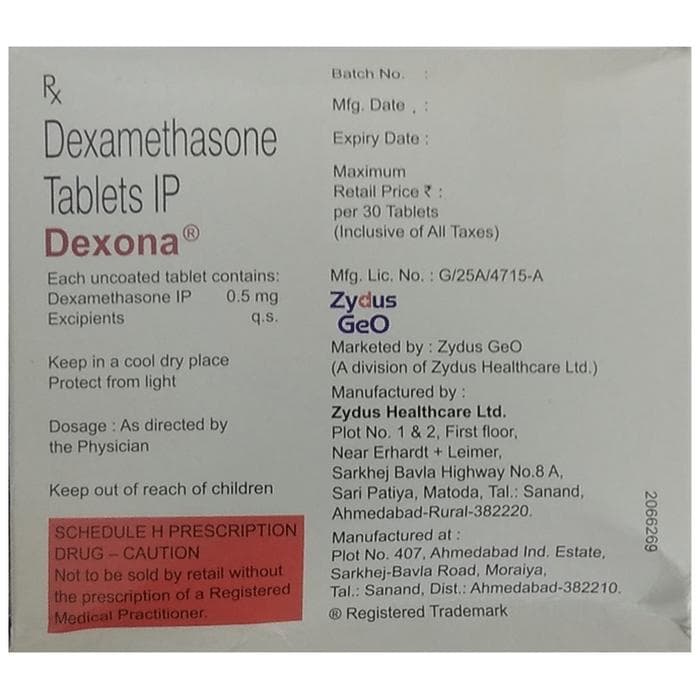 Rx
Dexamethasone
Tablets IP
Dexona®
Each uncoated tablet contains:
Dexamethasone IP 0.5 mg
Excipients q.s.
Keep in a cool dry place
Protect from light
Dosage : As directed by
the Physician
Keep out of reach of children
SCHEDULE H PRESCRIPTION
DRUG – CAUTION
Not to be sold by retail without
the prescription of a Registered
Medical Practitioner.
Batch No. :
Mfg. Date . :
Expiry Date :
Maximum
Retail Price ₹ :
per 30 Tablets
(Inclusive of All Taxes)
Mfg. Lic. No. : G/25A/4715-A
Zydus
GeO
Marketed by : Zydus GeO
(A division of Zydus Healthcare Ltd.)
Manufactured by :
Zydus Healthcare Ltd.
Plot No. 1 & 2, First floor,
Near Erhardt + Leimer,
Sarkhej Bavla Highway No.8 A,
Sari Patiya, Matoda, Tal.: Sanand,
Ahmedabad-Rural-382220.
Manufactured at :
Plot No. 407, Ahmedabad Ind. Estate,
Sarkhej-Bavla Road, Moraiya,
Tal.: Sanand, Dist.: Ahmedabad-382210.
® Registered Trademark
2066269